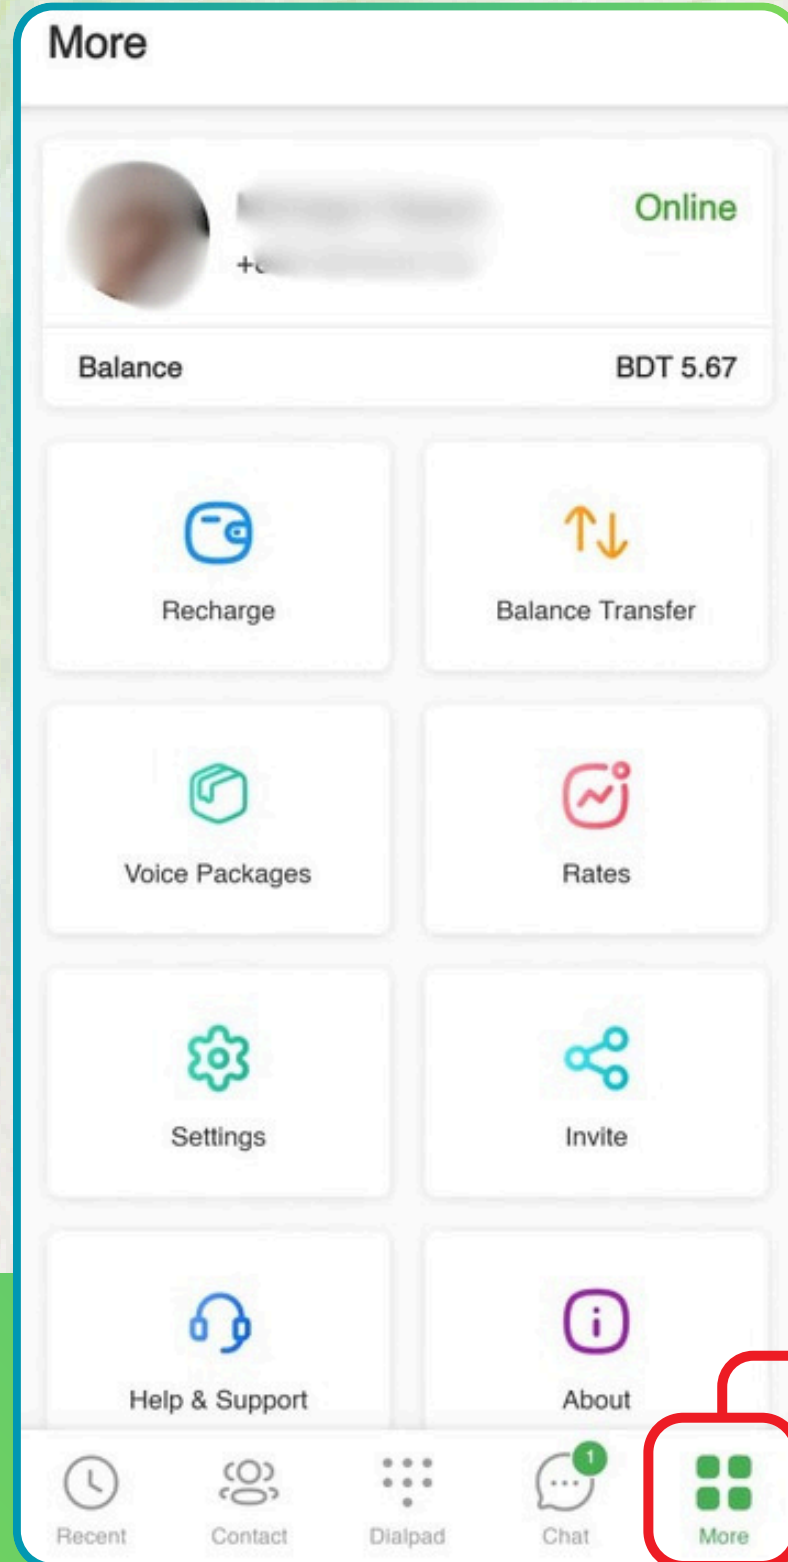 More
Online
Balance BDT 5.67
Recharge Balance Transfer
Voice Packages Rates
Settings Invite
Help & Support About
1
Recent Contact Dialpad Chat More